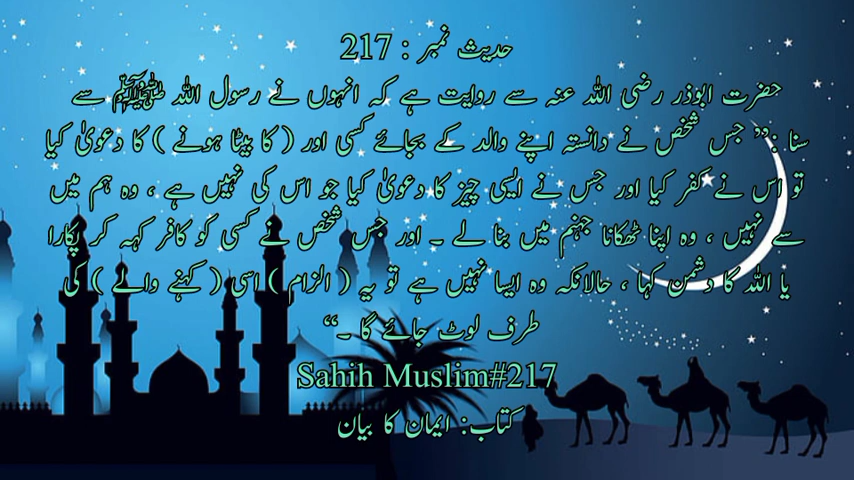 حدیث نمبر : 217
حضرت ابوذر رضی اللہ عنہ سے روایت ہے کہ انہوں نے رسول اللہ ﷺ سے
سنا :” جس شخص نے دانستہ اپنے والد کے بجائے کسی اور ( کا بیٹا ہونے ) کا دعویٰ کیا
تو اس نے کفر کیا اور جس نے ایسی چیز کا دعویٰ کیا جو اس کی نہیں ہے ، وہ ہم میں
سے نہیں ، وہ اپنا ٹھکانا جہنم میں بنا لے ۔ اور جس شخص نے کسی کو کافر کہہ کر پکارا
یا اللہ کا دشمن کہا ، حالانکہ وہ ایسا نہیں ہے تو یہ ( الزام ) اسی ( کہنے والے ) کی
طرف لوٹ جائے گا ۔‘‘
Sahih Muslim#217
کتاب: ایمان کا بیان